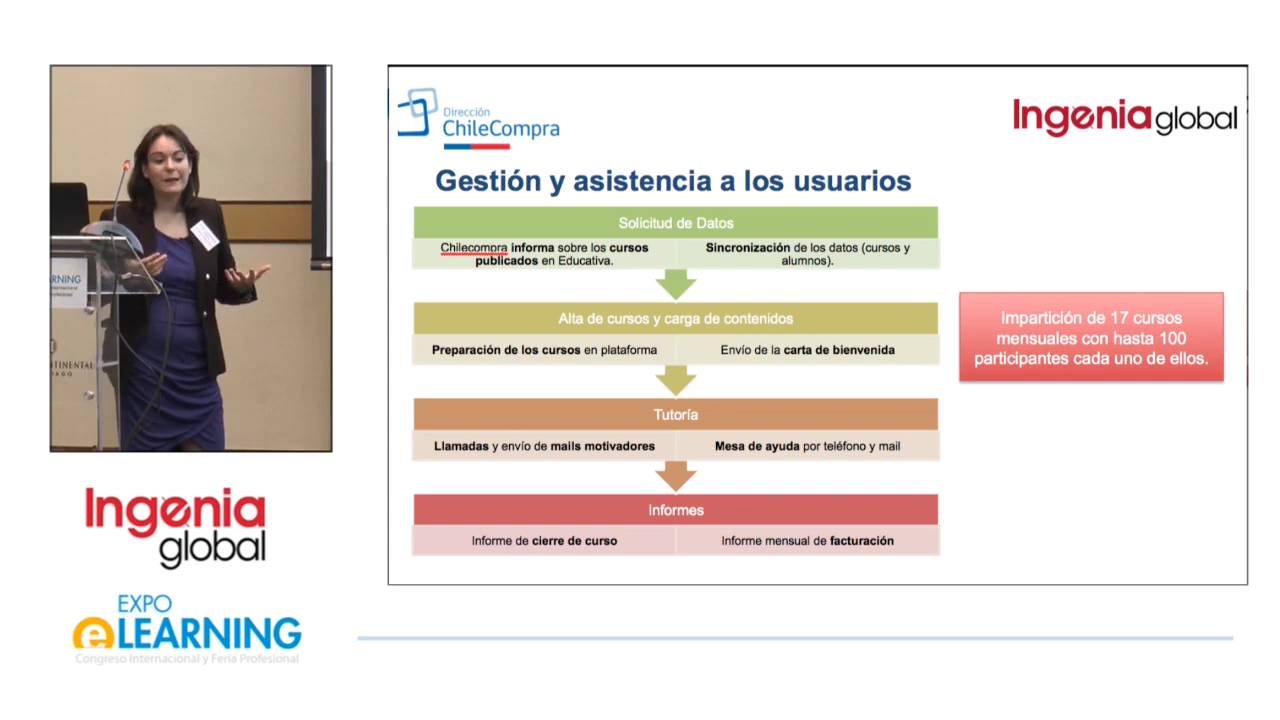 Dirección
ChileCompra
Ingenia global
Gestión y asistencia a los usuarios
Solicitud de Datos
Chilecompra informa sobre los cursos
publicados en Educativa.
Sincronización de los datos (cursos y
alumnos).
Alta de cursos y carga de contenidos
Preparación de los cursos en plataforma
Envío de la carta de bienvenida
Tutoría
Llamadas y envío de mails motivadores
Mesa de ayuda por teléfono y mail
Informes
Informe de cierre de curso
Informe mensual de facturación
Impartición de 17 cursos
mensuales con hasta 100
participantes cada uno de ellos.
RNING
TINENTAL
Ingenia
global
EXPO
eLEARNING
Congreso Internacional y Feria Profesional